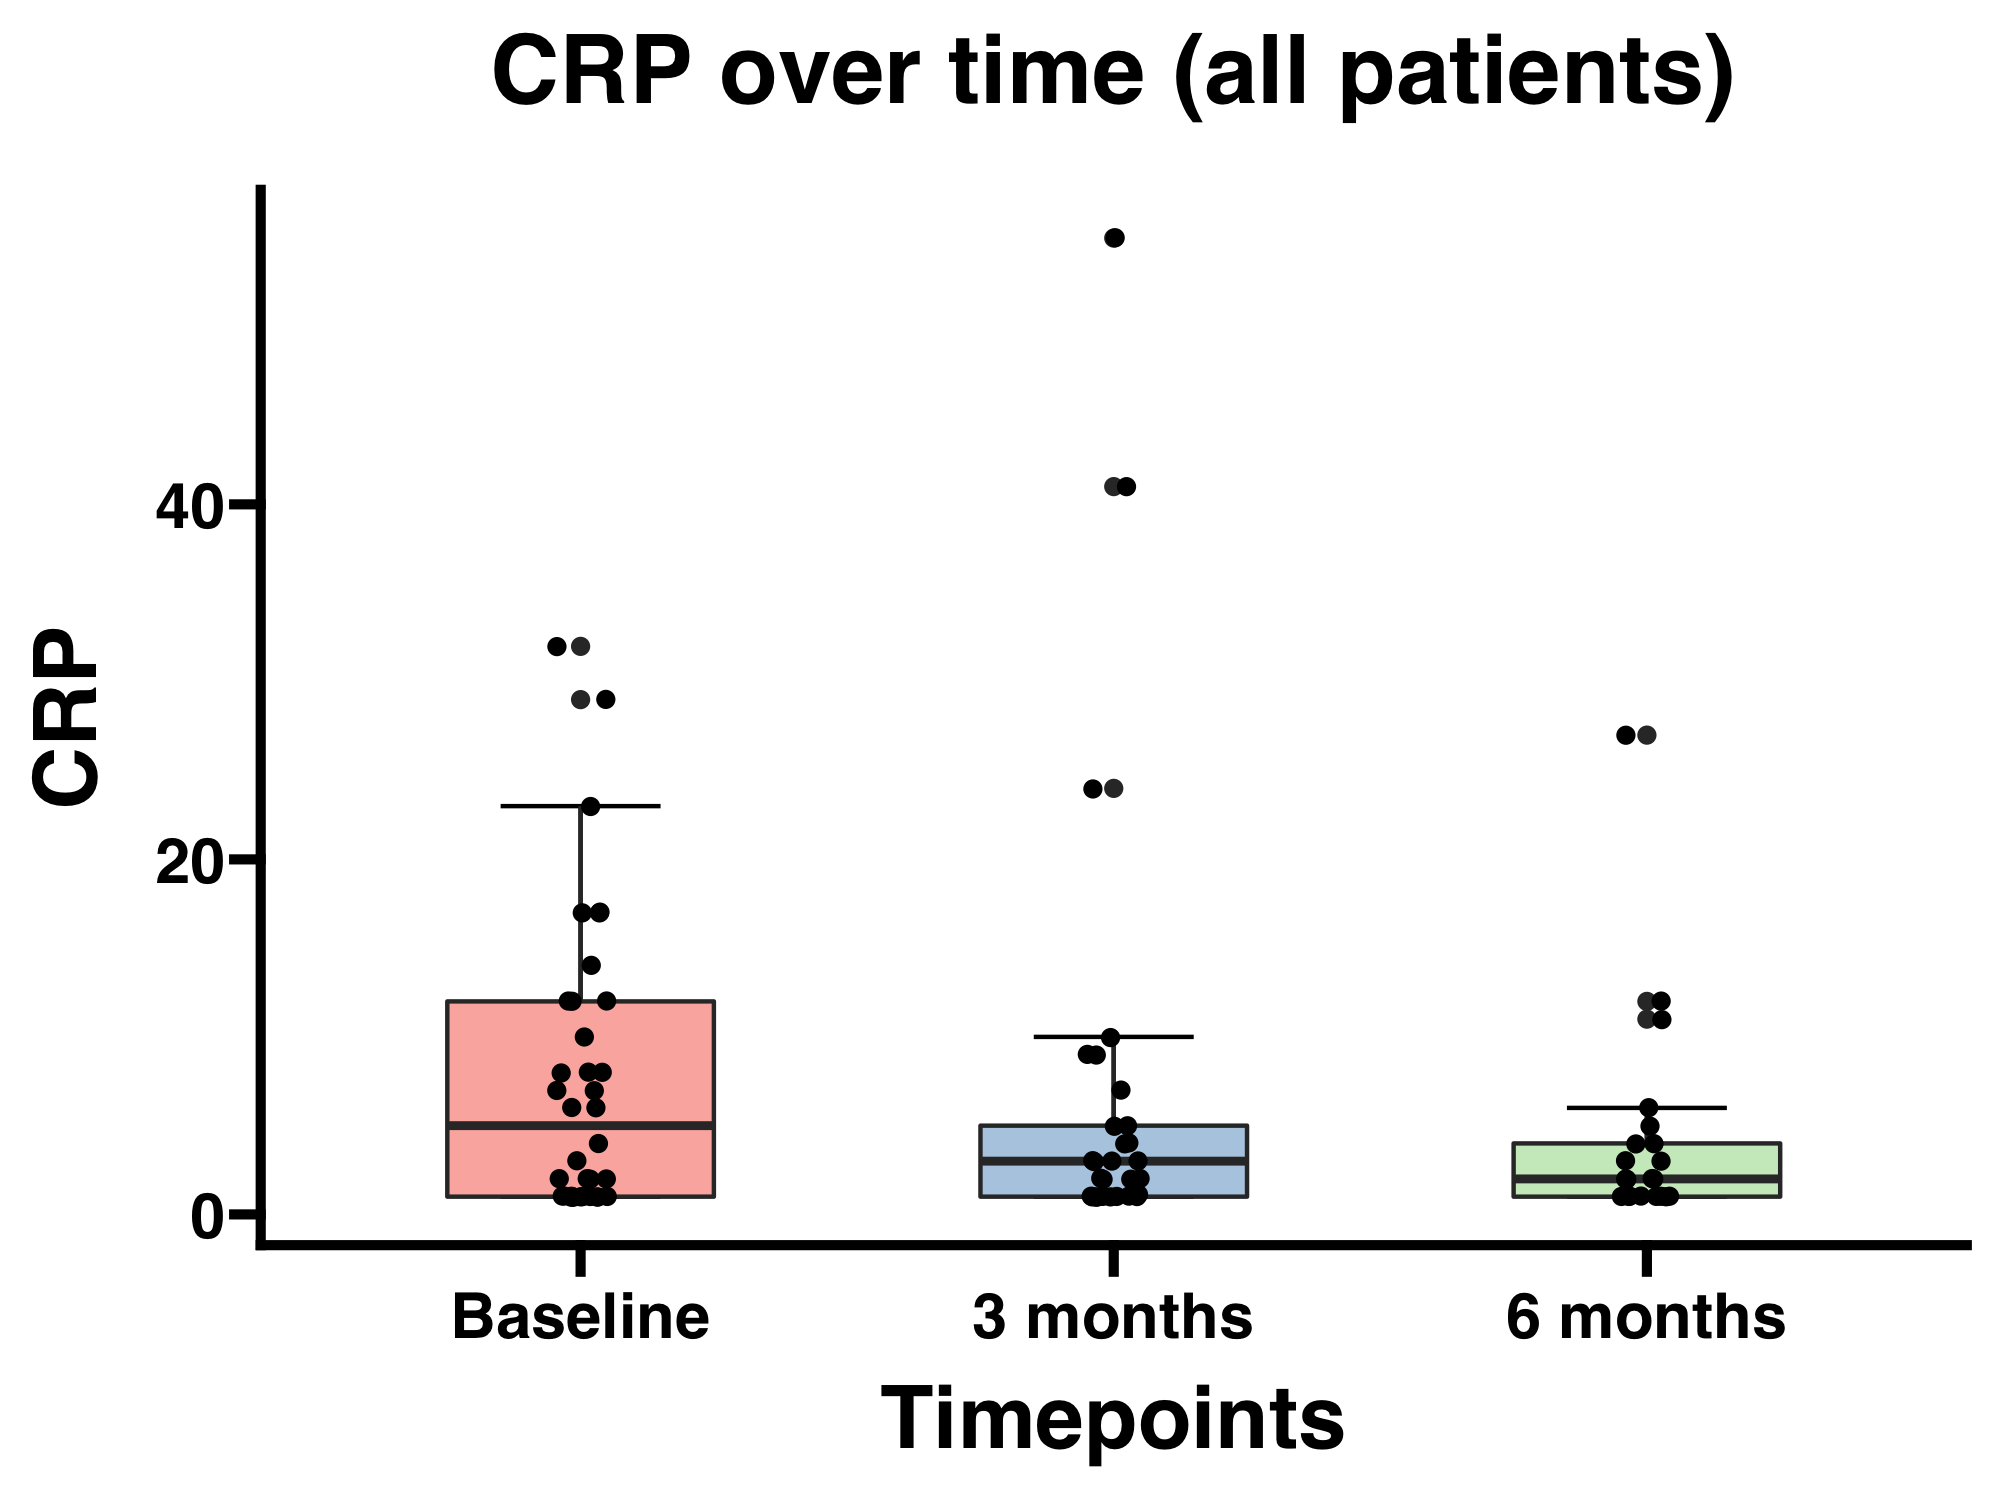 CRP over time (all patients)
CRP
40
20
0
Baseline 3 months 6 months
Timepoints